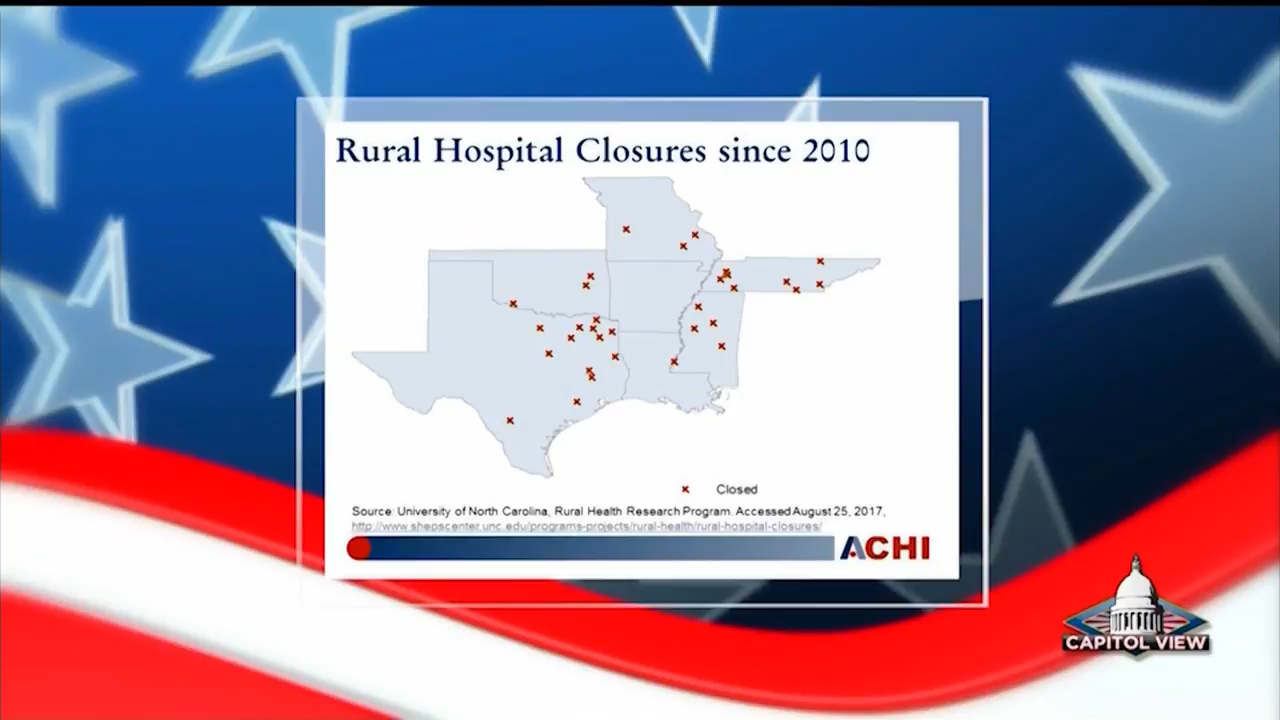 Rural Hospital Closures since 2010
Closed
Source: University of North Carolina, Rural Health Research Program. Accessed August 25, 2017,
http://www.shepscenter.unc.edu/programs-projects/rural-health/rural-hospital-closures/
ACHI
CAPITOL VIEW